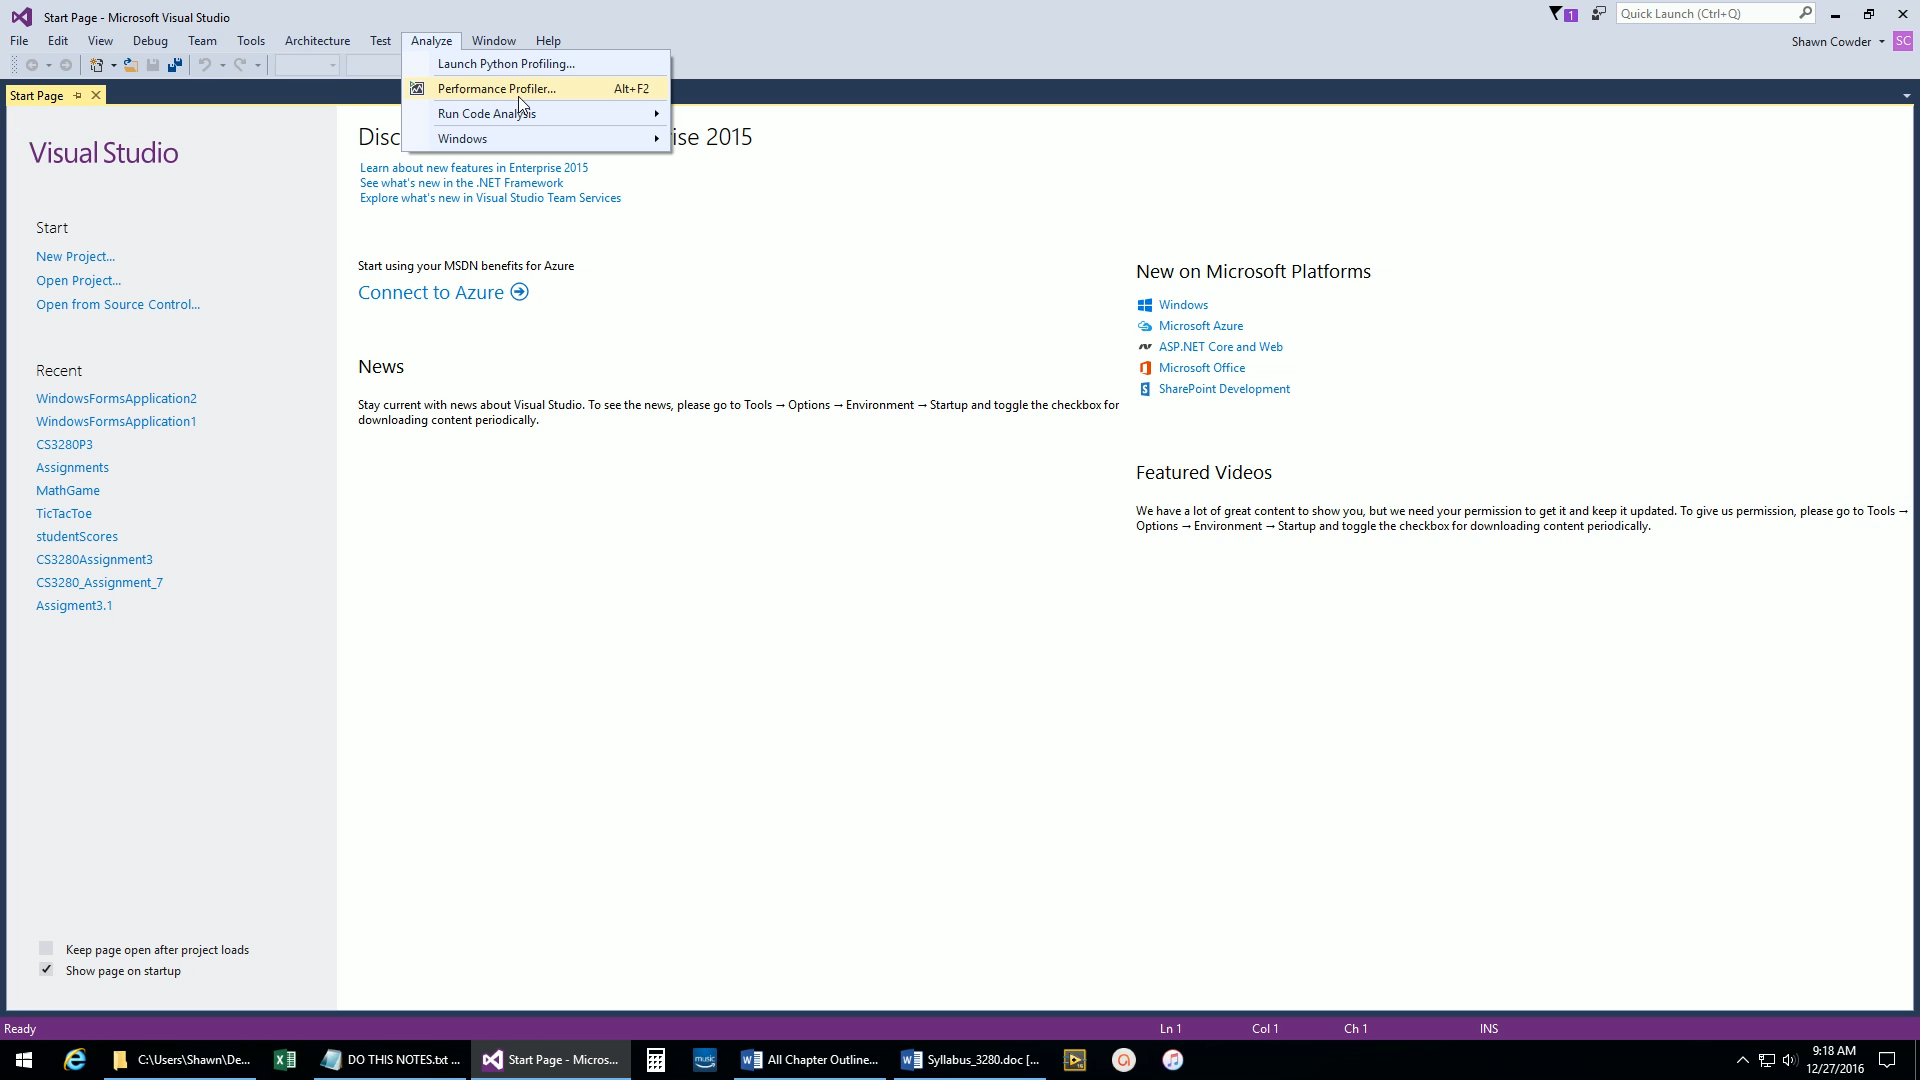 Start Page - Microsoft Visual Studio
1
Quick Launch (Ctrl+Q)
File Edit View Debug Team Tools Architecture Test Analyze Window Help
Shawn Cowder
SC
Launch Python Profiling...
Performance Profiler... Alt+F2
Run Code Analysis
Windows
Start Page
Visual Studio
Start
New Project...
Open Project...
Open from Source Control...
Recent
WindowsFormsApplication2
WindowsFormsApplication1
CS3280P3
Assignments
MathGame
TicTacToe
studentScores
CS3280Assignment3
CS3280_Assignment_7
Assigment3.1
Keep page open after project loads
Show page on startup
2015
Learn about new features in Enterprise 2015
See what's new in the .NET Framework
Explore what's new in Visual Studio Team Services
Start using your MSDN benefits for Azure
Connect to Azure
News
Stay current with news about Visual Studio. To see the news, please go to Tools → Options → Environment → Startup and toggle the checkbox for
downloading content periodically.
New on Microsoft Platforms
Windows
Microsoft Azure
ASP.NET Core and Web
Microsoft Office
SharePoint Development
Featured Videos
We have a lot of great content to show you, but we need your permission to get it and keep it updated. To give us permission, please go to Tools →
Options → Environment → Startup and toggle the checkbox for downloading content periodically.
Ready
Ln 1 Col 1 Ch 1 INS
C:\Users\Shawn\De...
DO THIS NOTES.txt ...
Start Page - Micros...
music
All Chapter Outline...
Syllabus_3280.doc [...
9:18 AM
12/27/2016